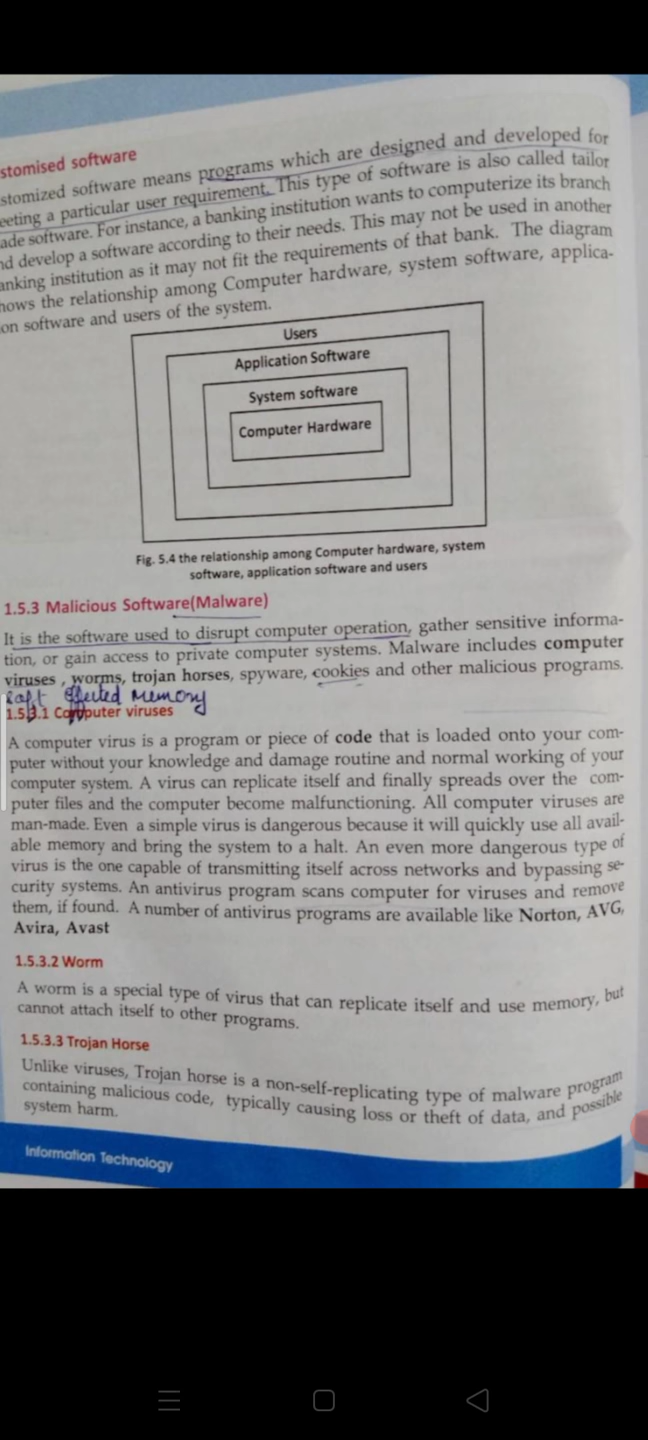 stomised software
stomized software means programs which are designed and developed for
eeting a particular user requirement. This type of software is also called tailor
ade software. For instance, a banking institution wants to computerize its branch
nd develop a software according to their needs. This may not be used in another
anking institution as it may not fit the requirements of that bank. The diagram
hows the relationship among Computer hardware, system software, applica-
on software and users of the system.
Users
Application Software
System software
Computer Hardware
Fig. 5.4 the relationship among Computer hardware, system
software, application software and users
1.5.3 Malicious Software(Malware)
It is the software used to disrupt computer operation, gather sensitive informa-
tion, or gain access to private computer systems. Malware includes computer
viruses , worms, trojan horses, spyware, cookies and other malicious programs.
effected Memory
1.5.3.1 Computer viruses
A computer virus is a program or piece of code that is loaded onto your com-
puter without your knowledge and damage routine and normal working of your
computer system. A virus can replicate itself and finally spreads over the com-
puter files and the computer become malfunctioning. All computer viruses are
man-made. Even a simple virus is dangerous because it will quickly use all avail-
able memory and bring the system to a halt. An even more dangerous type of
virus is the one capable of transmitting itself across networks and bypassing se-
curity systems. An antivirus program scans computer for viruses and remove
them, if found. A number of antivirus programs are available like Norton, AVG,
Avira, Avast
1.5.3.2 Worm
A worm is a special type of virus that can replicate itself and use memory, but
cannot attach itself to other programs.
1.5.3.3 Trojan Horse
Unlike viruses, Trojan horse is a non-self-replicating type of malware program
containing malicious code, typically causing loss or theft of data, and possible
system harm.
Information Technology